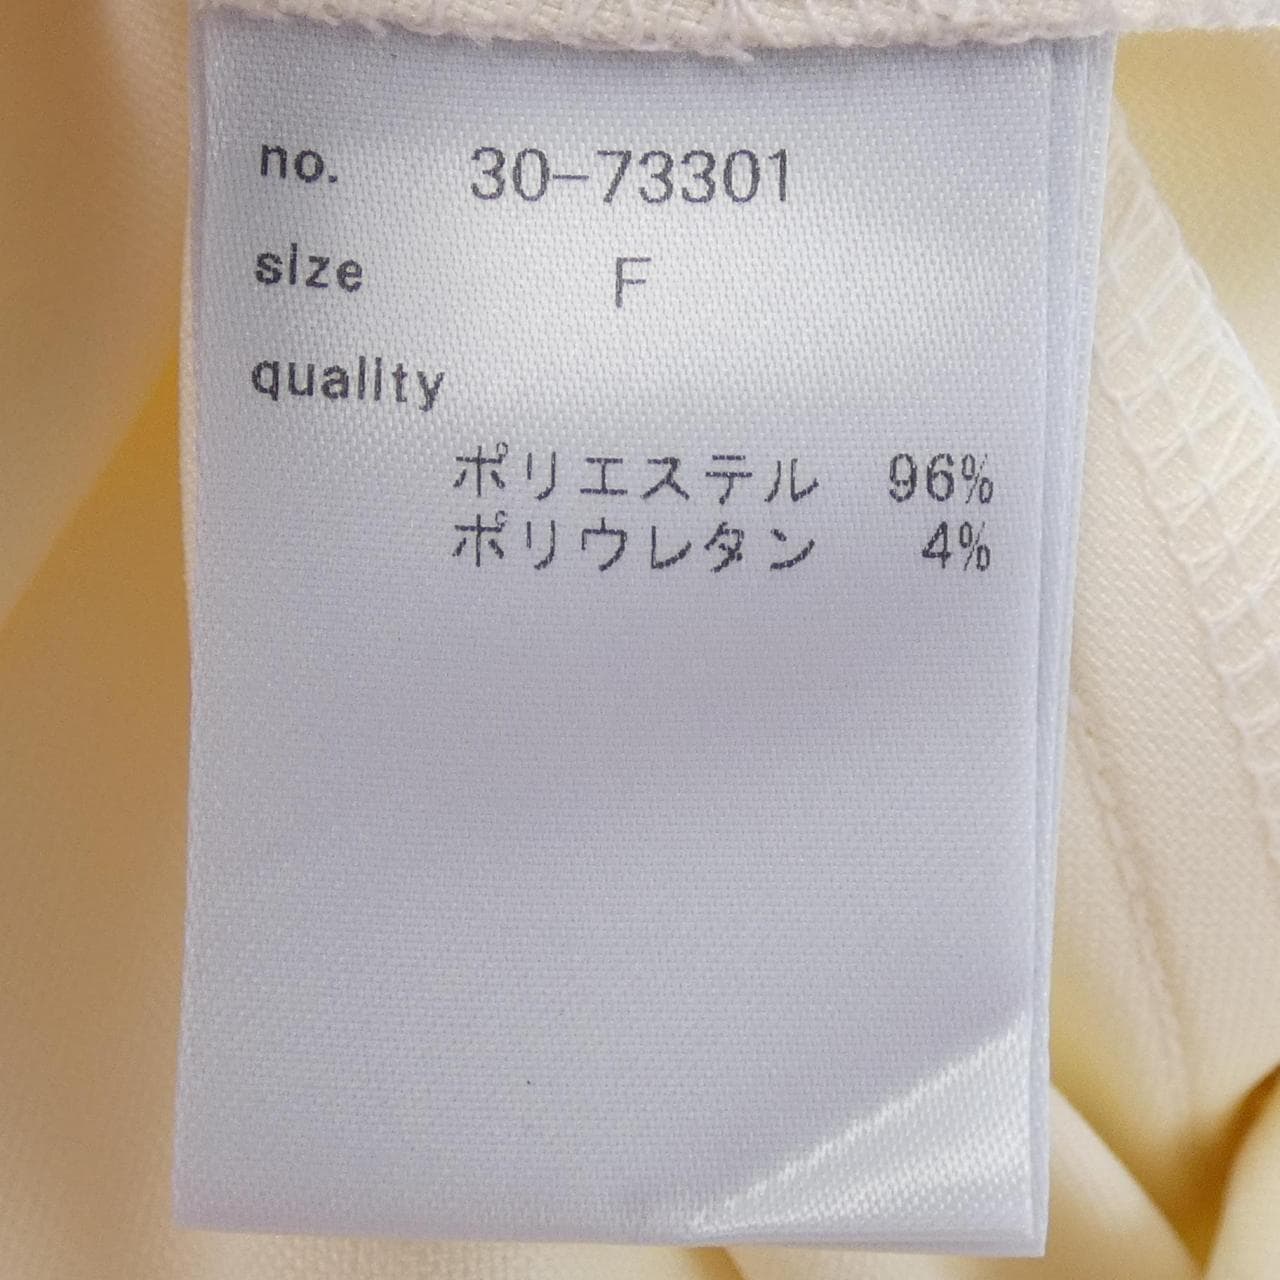 no. 30-73301
size F
quality
ポリエステル 96%
ポリウレタン 4%